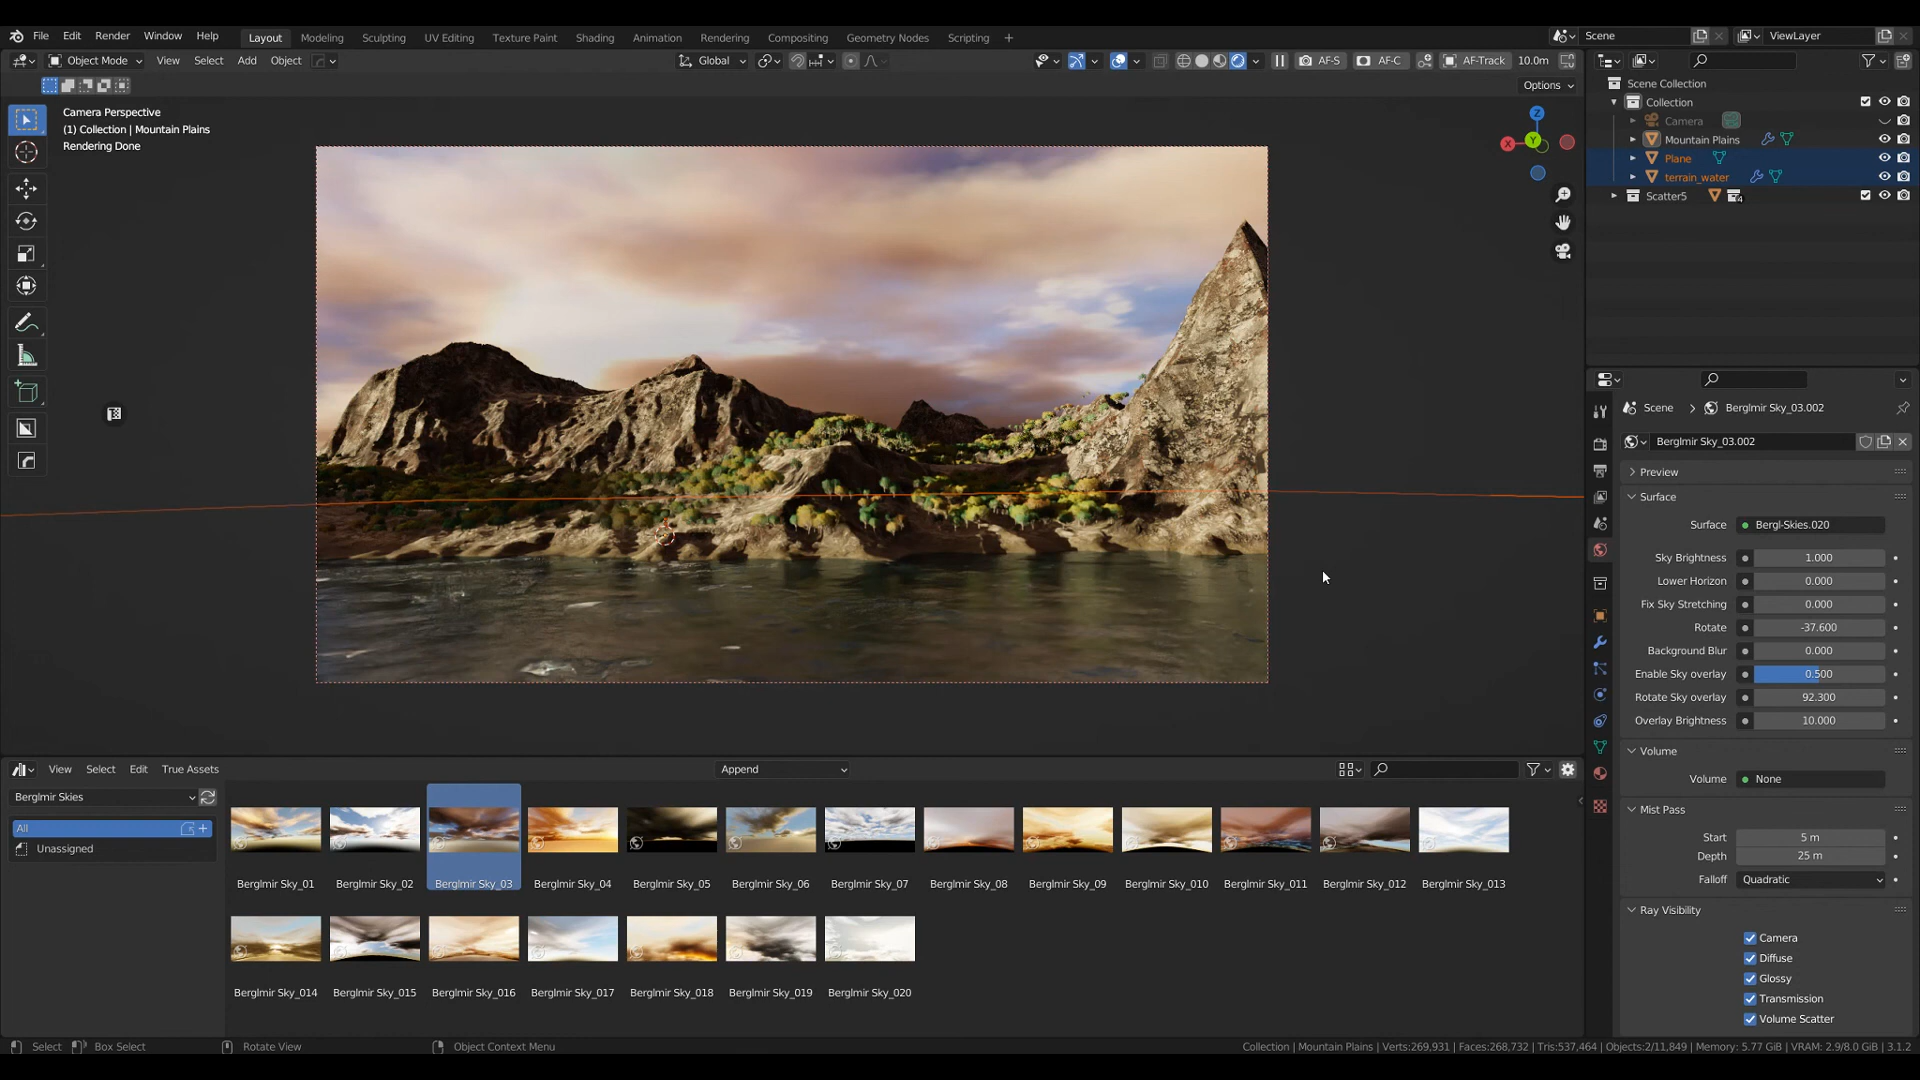 File Edit Render Window Help Layout Modeling Sculpting UV Editing Texture Paint Shading Animation Rendering Compositing Geometry Nodes Scripting + Scene ViewLayer
Object Mode View Select Add Object Global AF-S AF-C AF-Track 10.0m
Options
Camera Perspective
(1) Collection | Mountain Plains
Rendering Done
Z
X
Y
Scene Collection
Collection
Camera
Mountain Plains
Plane
terrain_water
Scatter5
Scene > Berglmir Sky_03.002
Berglmir Sky_03.002
Preview
Surface
Surface Bergl-Skies.020
Sky Brightness 1.000
Lower Horizon 0.000
Fix Sky Stretching 0.000
Rotate -37.600
Background Blur 0.000
Enable Sky overlay 0.500
Rotate Sky overlay 92.300
Overlay Brightness 10.000
Volume
Volume None
Mist Pass
Start 5 m
Depth 25 m
Falloff Quadratic
Ray Visibility
Camera
Diffuse
Glossy
Transmission
Volume Scatter
View Select Edit True Assets Append
Berglmir Skies
All
Unassigned
Berglmir Sky_01 Berglmir Sky_02 Berglmir Sky_03 Berglmir Sky_04 Berglmir Sky_05 Berglmir Sky_06 Berglmir Sky_07 Berglmir Sky_08 Berglmir Sky_09 Berglmir Sky_010 Berglmir Sky_011 Berglmir Sky_012 Berglmir Sky_013
Berglmir Sky_014 Berglmir Sky_015 Berglmir Sky_016 Berglmir Sky_017 Berglmir Sky_018 Berglmir Sky_019 Berglmir Sky_020
Select Box Select Rotate View Object Context Menu Collection | Mountain Plains | Verts:269,931 | Faces:268,732 | Tris:537,464 | Objects:2/11,849 | Memory: 5.77 GiB | VRAM: 2.9/8.0 GiB | 3.1.2